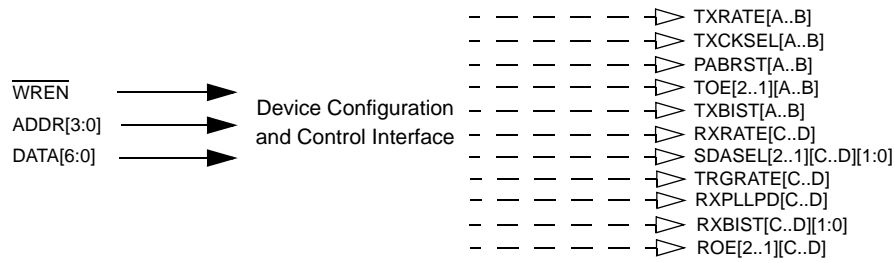 WREN
ADDR[3:0]
DATA[6:0]
Device Configuration
and Control Interface
TXRATE[A..B]
TXCKSEL[A..B]
PABRST[A..B]
TOE[2..1][A..B]
TXBIST[A..B]
RXRATE[C..D]
SDASEL[2..1][C..D][1:0]
TRGRATE[C..D]
RXPLLPD[C..D]
RXBIST[C..D][1:0]
ROE[2..1][C..D]